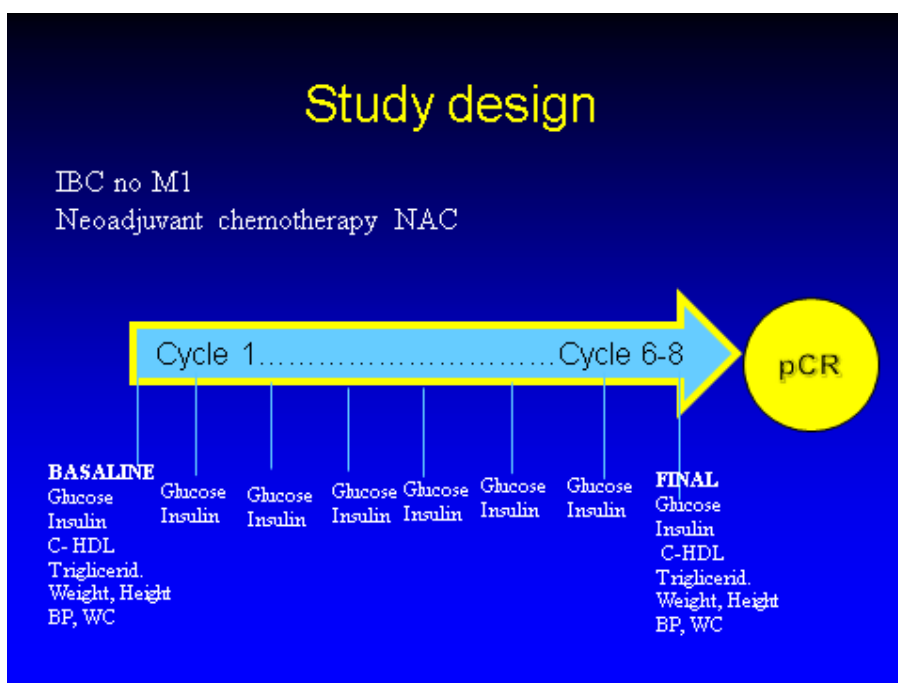 Study design
IBC no M1
Neoadjuvant chemotherapy NAC
Cycle 1……………………………Cycle 6-8
pCR
BASALINE
Glucose
Insulin
C- HDL
Triglicerid.
Weight, Height
BP, WC
Glucose
Insulin
Glucose
Insulin
Glucose
Insulin
Glucose
Insulin
Glucose
Insulin
Glucose
Insulin
FINAL
Glucose
Insulin
C-HDL
Triglicerid.
Weight, Height
BP, WC